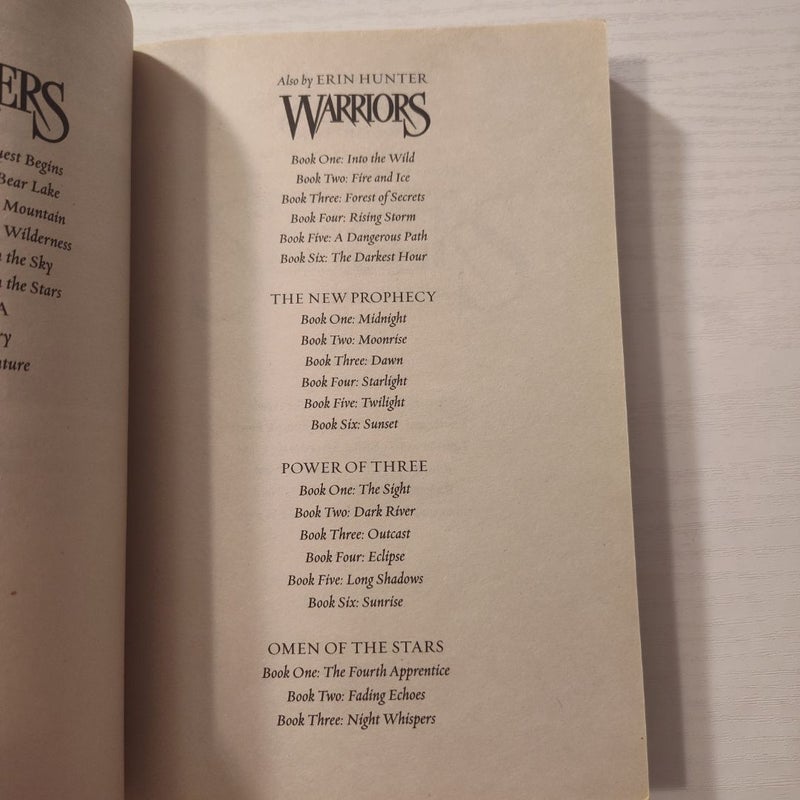 ERS
uest Begins
Bear Lake
Mountain
Wilderness
the Sky
the Stars
A
ry
ature
Also by ERIN HUNTER
WARRIORS
Book One: Into the Wild
Book Two: Fire and Ice
Book Three: Forest of Secrets
Book Four: Rising Storm
Book Five: A Dangerous Path
Book Six: The Darkest Hour
THE NEW PROPHECY
Book One: Midnight
Book Two: Moonrise
Book Three: Dawn
Book Four: Starlight
Book Five: Twilight
Book Six: Sunset
POWER OF THREE
Book One: The Sight
Book Two: Dark River
Book Three: Outcast
Book Four: Eclipse
Book Five: Long Shadows
Book Six: Sunrise
OMEN OF THE STARS
Book One: The Fourth Apprentice
Book Two: Fading Echoes
Book Three: Night Whispers